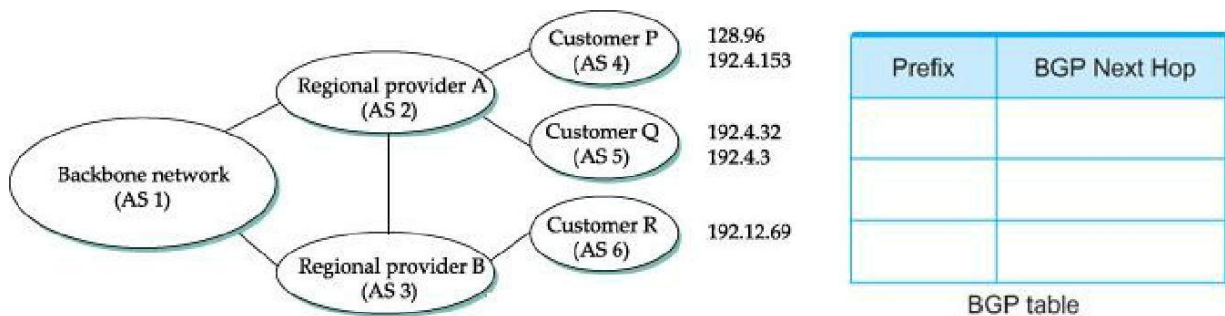 Backbone network
(AS 1)
Regional provider A
(AS 2)
Regional provider B
(AS 3)
Customer P
(AS 4)
128.96
192.4.153
Customer Q
(AS 5)
192.4.32
192.4.3
Customer R
(AS 6)
192.12.69
Prefix
BGP Next Hop
BGP table